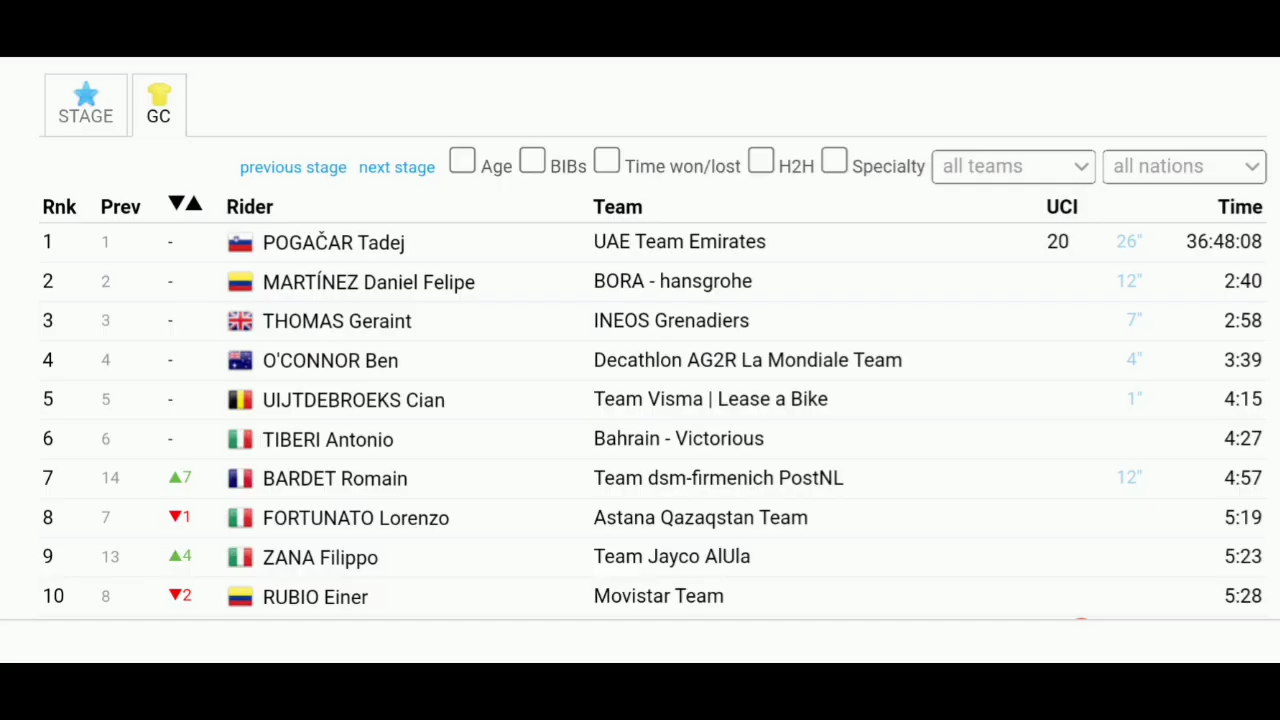 STAGE GC
previous stage next stage Age BIBs Time won/lost H2H Specialty all teams all nations
Rnk Prev ▼▲ Rider Team UCI Time
1 1 - POGAČAR Tadej UAE Team Emirates 20 26" 36:48:08
2 2 - MARTÍNEZ Daniel Felipe BORA - hansgrohe 12" 2:40
3 3 - THOMAS Geraint INEOS Grenadiers 7" 2:58
4 4 - O'CONNOR Ben Decathlon AG2R La Mondiale Team 4" 3:39
5 5 - UIJTDEBROEKS Cian Team Visma | Lease a Bike 1" 4:15
6 6 - TIBERI Antonio Bahrain - Victorious 4:27
7 14 ▲7 BARDET Romain Team dsm-firmenich PostNL 12" 4:57
8 7 ▼1 FORTUNATO Lorenzo Astana Qazaqstan Team 5:19
9 13 ▲4 ZANA Filippo Team Jayco AlUla 5:23
10 8 ▼2 RUBIO Einer Movistar Team 5:28